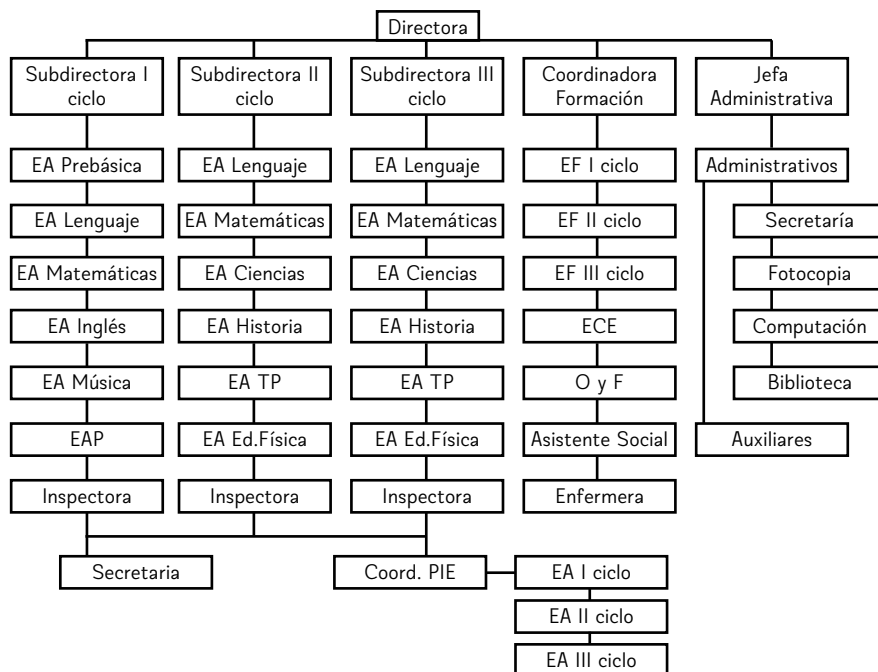 Directora
Subdirectora I
ciclo
Subdirectora II
ciclo
Subdirectora III
ciclo
Coordinadora
Formación
Jefa
Administrativa
EA Prebásica
EA Lenguaje
EA Lenguaje
EF I ciclo
Administrativos
EA Lenguaje
EA Matemáticas
EA Matemáticas
EF II ciclo
Secretaría
EA Matemáticas
EA Ciencias
EA Ciencias
EF III ciclo
Fotocopia
EA Inglés
EA Historia
EA Historia
ECE
Computación
EA Música
EA TP
EA TP
O y F
Biblioteca
EAP
EA Ed.Física
EA Ed.Física
Asistente Social
Auxiliares
Inspectora
Inspectora
Inspectora
Enfermera
Secretaria
Coord. PIE
EA I ciclo
EA II ciclo
EA III ciclo